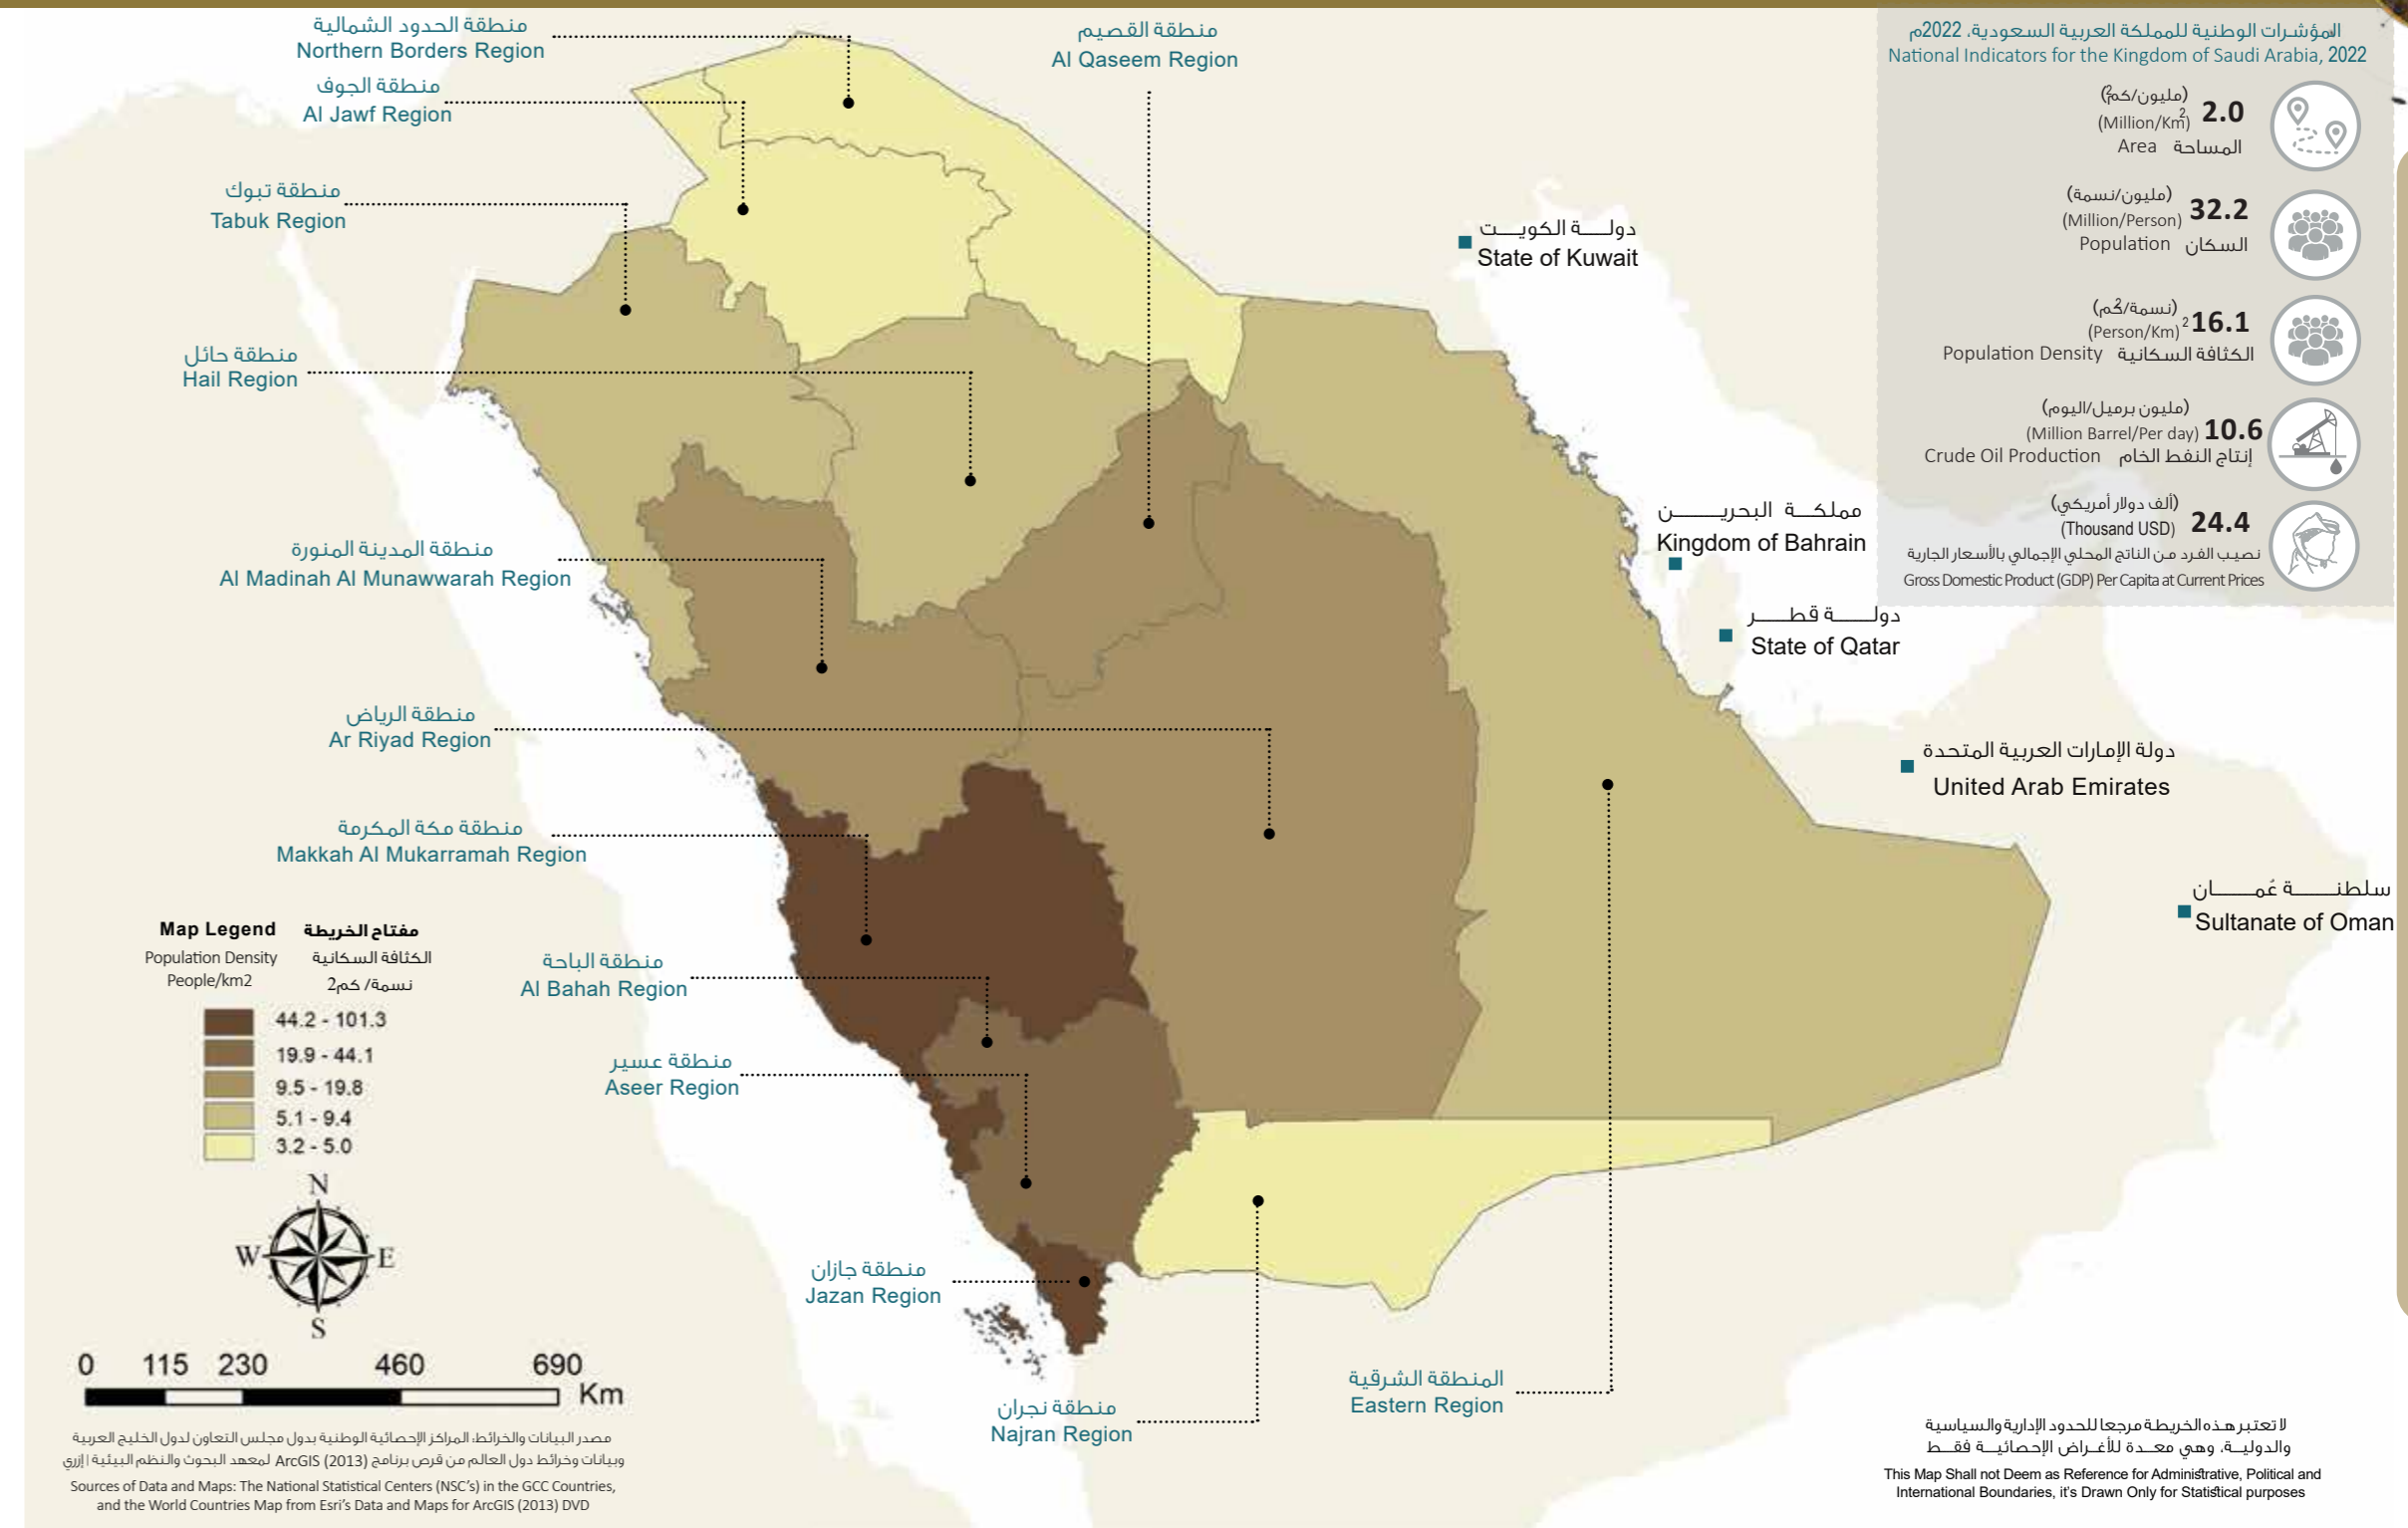 منطقة الحدود الشمالية
Northern Borders Region
منطقة الجوف
Al Jawf Region
منطقة تبوك
Tabuk Region
منطقة حائل
Hail Region
منطقة المدينة المنورة
Al Madinah Al Munawwarah Region
منطقة الرياض
Ar Riyad Region
منطقة مكة المكرمة
Makkah Al Mukarramah Region
منطقة الباحة
Al Bahah Region
منطقة عسير
Aseer Region
منطقة جازان
Jazan Region
منطقة نجران
Najran Region
المنطقة الشرقية
Eastern Region
منطقة القصيم
Al Qaseem Region
دولة الكويت
State of Kuwait
مملكة البحرين
Kingdom of Bahrain
دولة قطر
State of Qatar
دولة الإمارات العربية المتحدة
United Arab Emirates
سلطنة عُمان
Sultanate of Oman
المؤشرات الوطنية للمملكة العربية السعودية، 2022م
National Indicators for the Kingdom of Saudi Arabia, 2022
(مليون/كم2)
(Million/Km2) 2.0
Area المساحة
(مليون/نسمة)
(Million/Person) 32.2
Population السكان
(نسمة/كم2)
(Person/Km)2 16.1
Population Density الكثافة السكانية
(مليون برميل/اليوم)
(Million Barrel/Per day) 10.6
Crude Oil Production إنتاج النفط الخام
(ألف دولار أمريكي)
(Thousand USD) 24.4
نصيب الفرد من الناتج المحلي الإجمالي بالأسعار الجارية
Gross Domestic Product (GDP) Per Capita at Current Prices
Map Legend مفتاح الخريطة
Population Density الكثافة السكانية
People/km2 نسمة/ كم2
44.2 - 101.3
19.9 - 44.1
9.5 - 19.8
5.1 - 9.4
3.2 - 5.0
N
W E
S
0 115 230 460 690
Km
مصدر البيانات والخرائط: المراكز الإحصائية الوطنية بدول مجلس التعاون لدول الخليج العربية
وبيانات وخرائط دول العالم من قرص برنامج ArcGIS (2013) لمعهد البحوث والنظم البيئية | إزري
Sources of Data and Maps: The National Statistical Centers (NSC's) in the GCC Countries,
and the World Countries Map from Esri's Data and Maps for ArcGIS (2013) DVD
لا تعتبر هذه الخريطة مرجعا للحدود الإدارية والسياسية
والدولية، وهي معدة للأغراض الإحصائية فقط
This Map Shall not Deem as Reference for Administrative, Political and
International Boundaries, it's Drawn Only for Statistical purposes